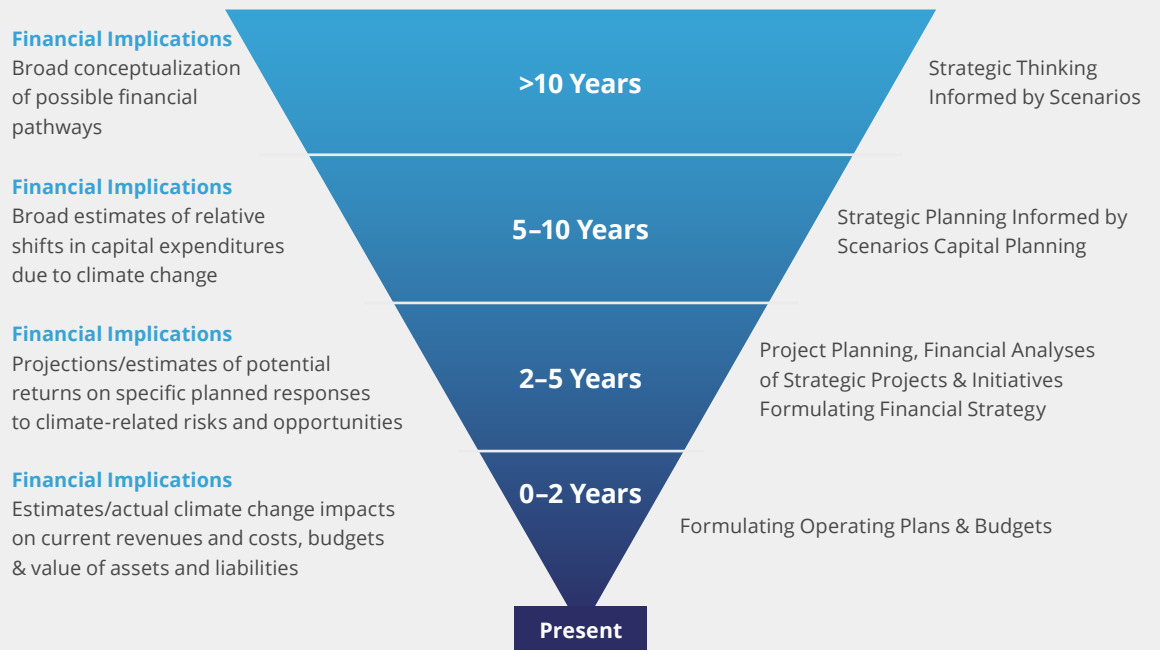 Financial Implications
Broad conceptualization
of possible financial
pathways
>10 Years
Strategic Thinking
Informed by Scenarios
Financial Implications
Broad estimates of relative
shifts in capital expenditures
due to climate change
5–10 Years
Strategic Planning Informed by
Scenarios Capital Planning
Financial Implications
Projections/estimates of potential
returns on specific planned responses
to climate-related risks and opportunities
2–5 Years
Project Planning, Financial Analyses
of Strategic Projects & Initiatives
Formulating Financial Strategy
Financial Implications
Estimates/actual climate change impacts
on current revenues and costs, budgets
& value of assets and liabilities
0–2 Years
Formulating Operating Plans & Budgets
Present